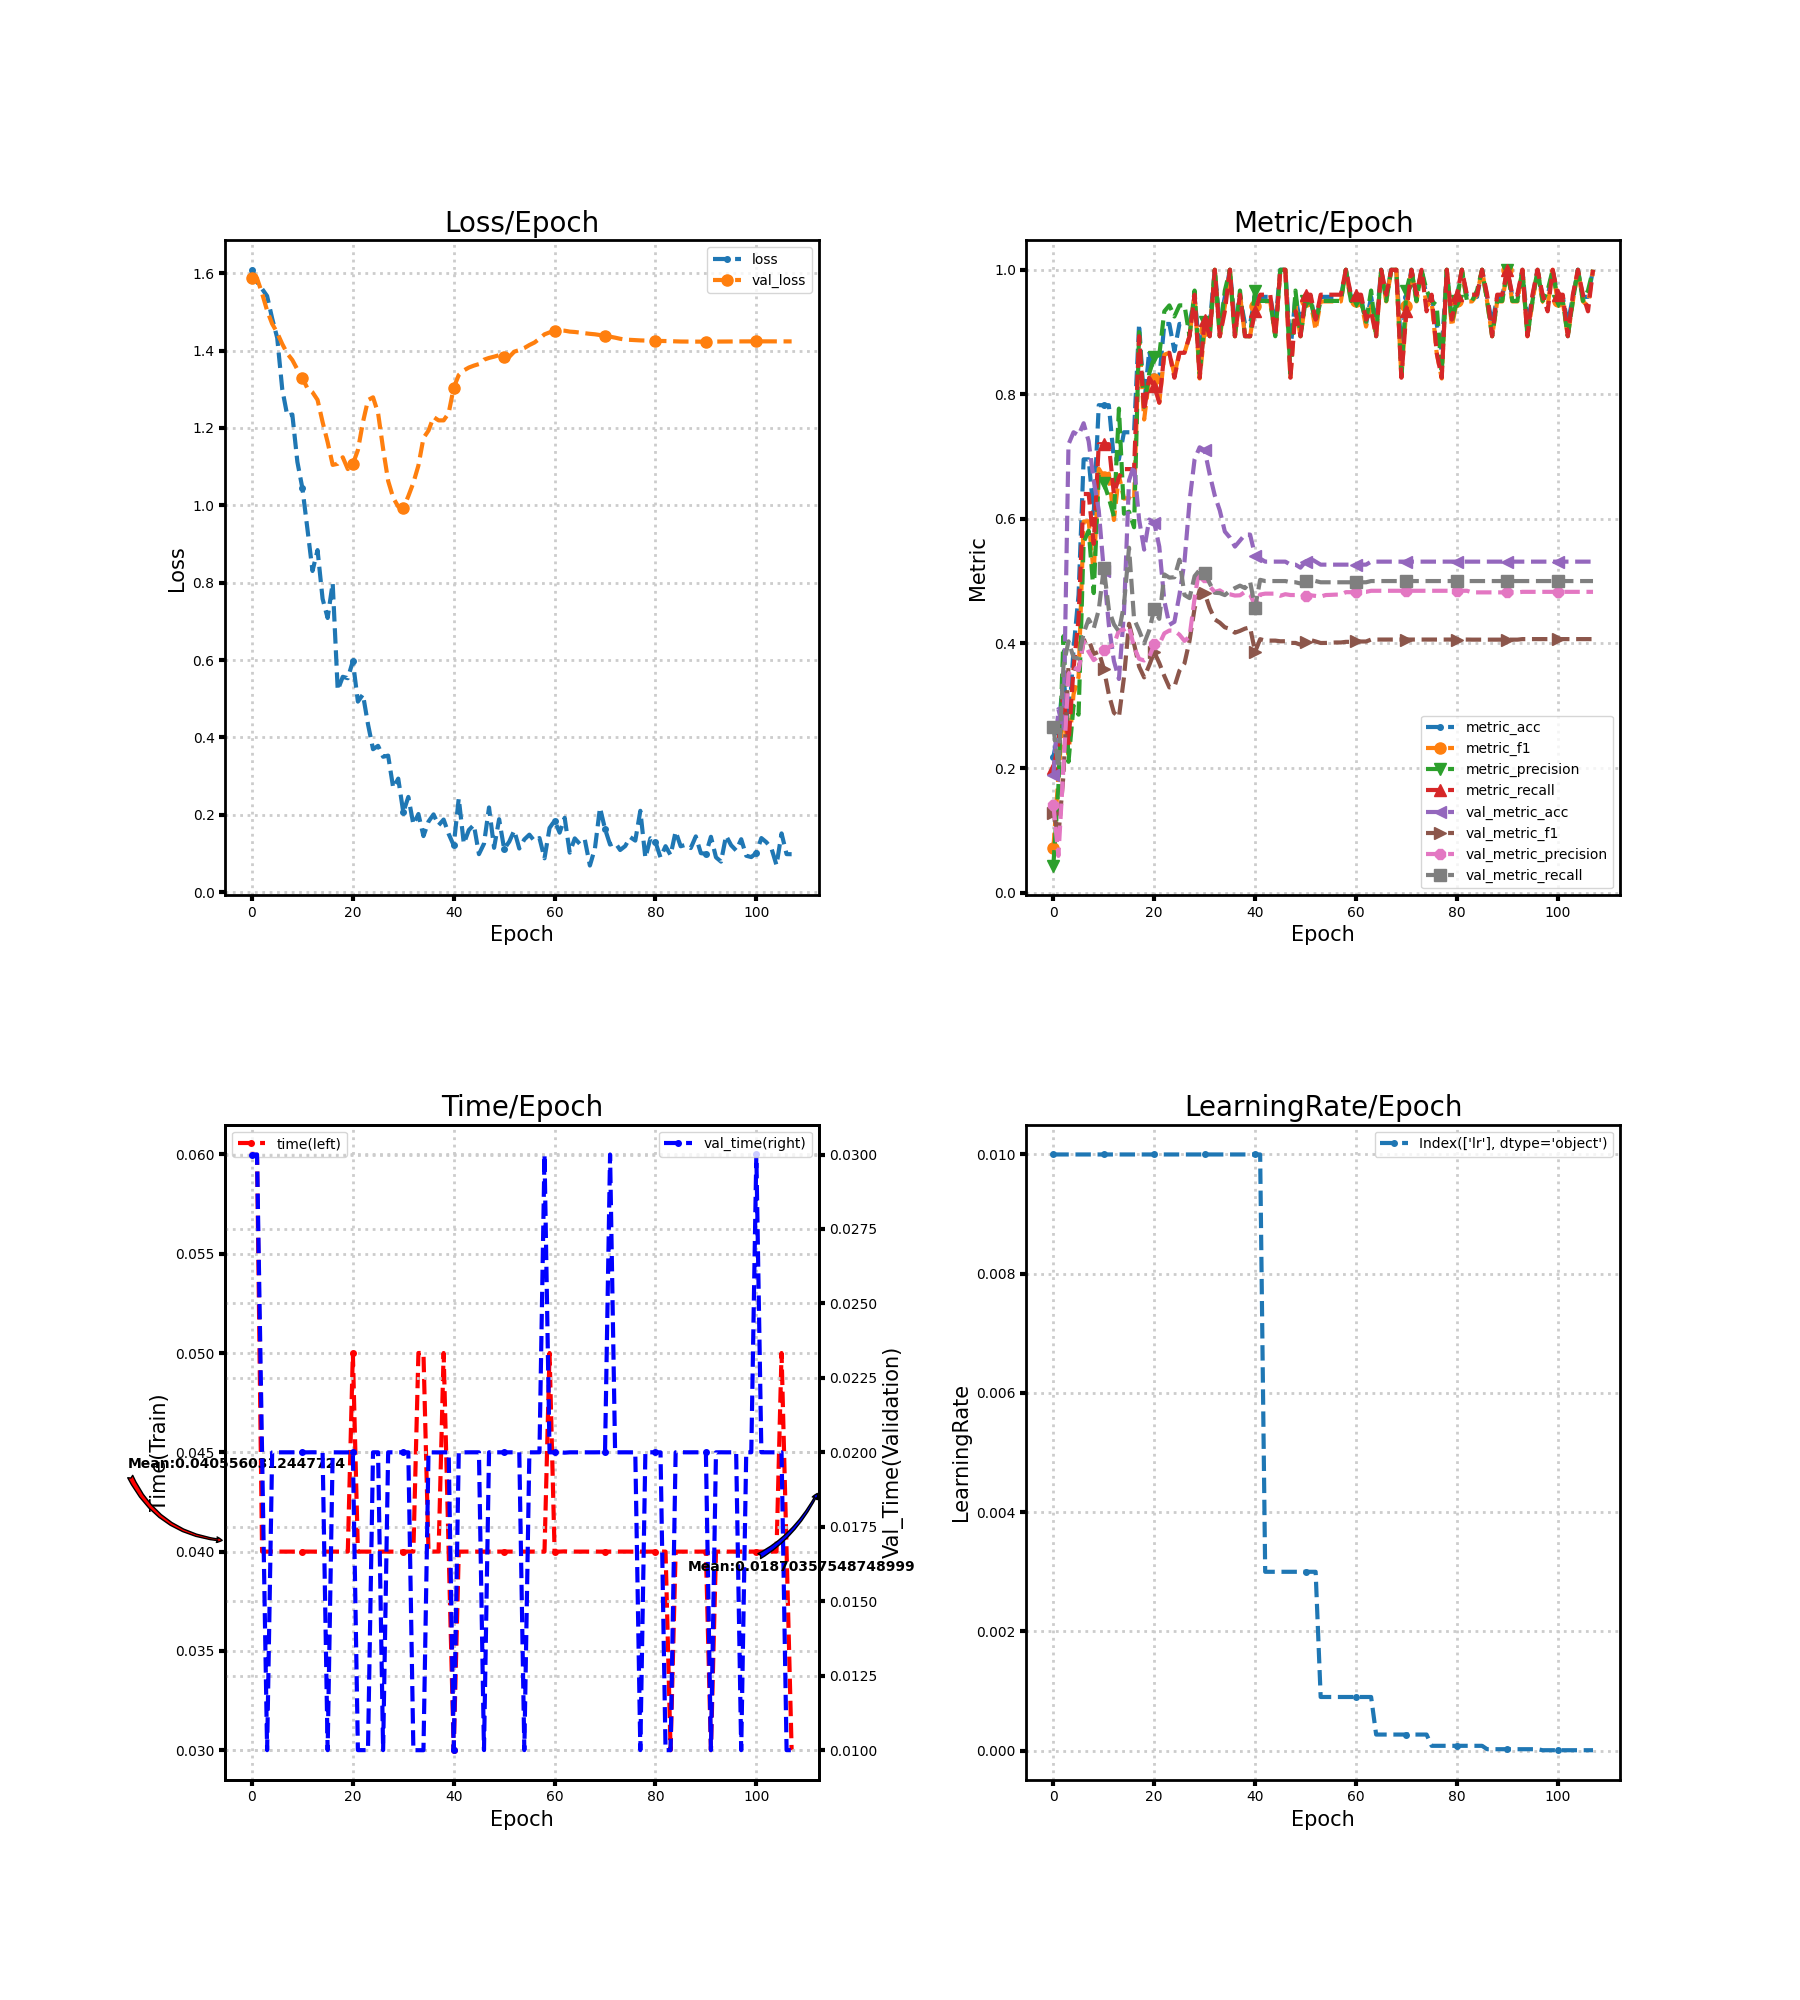 Loss/Epoch
Loss
1.6
1.4
1.2
1.0
0.8
0.6
0.4
0.2
0.0
0 20 40 60 80 100
Epoch
loss
val_loss
Metric/Epoch
Metric
1.0
0.8
0.6
0.4
0.2
0.0
0 20 40 60 80 100
Epoch
metric_acc
metric_f1
metric_precision
metric_recall
val_metric_acc
val_metric_f1
val_metric_precision
val_metric_recall
Time/Epoch
Time(Train)
0.060
0.055
0.050
0.045
0.040
0.035
0.030
0 20 40 60 80 100
Epoch
time(left)
val_time(right)
Mean:0.0405560312447724
Mean:0.01870357548748999
0.0300
0.0275
0.0250
0.0225
0.0200
0.0175
0.0150
0.0125
0.0100
Val_Time(Validation)
LearningRate/Epoch
LearningRate
0.010
0.008
0.006
0.004
0.002
0.000
0 20 40 60 80 100
Epoch
Index(['lr'], dtype='object')